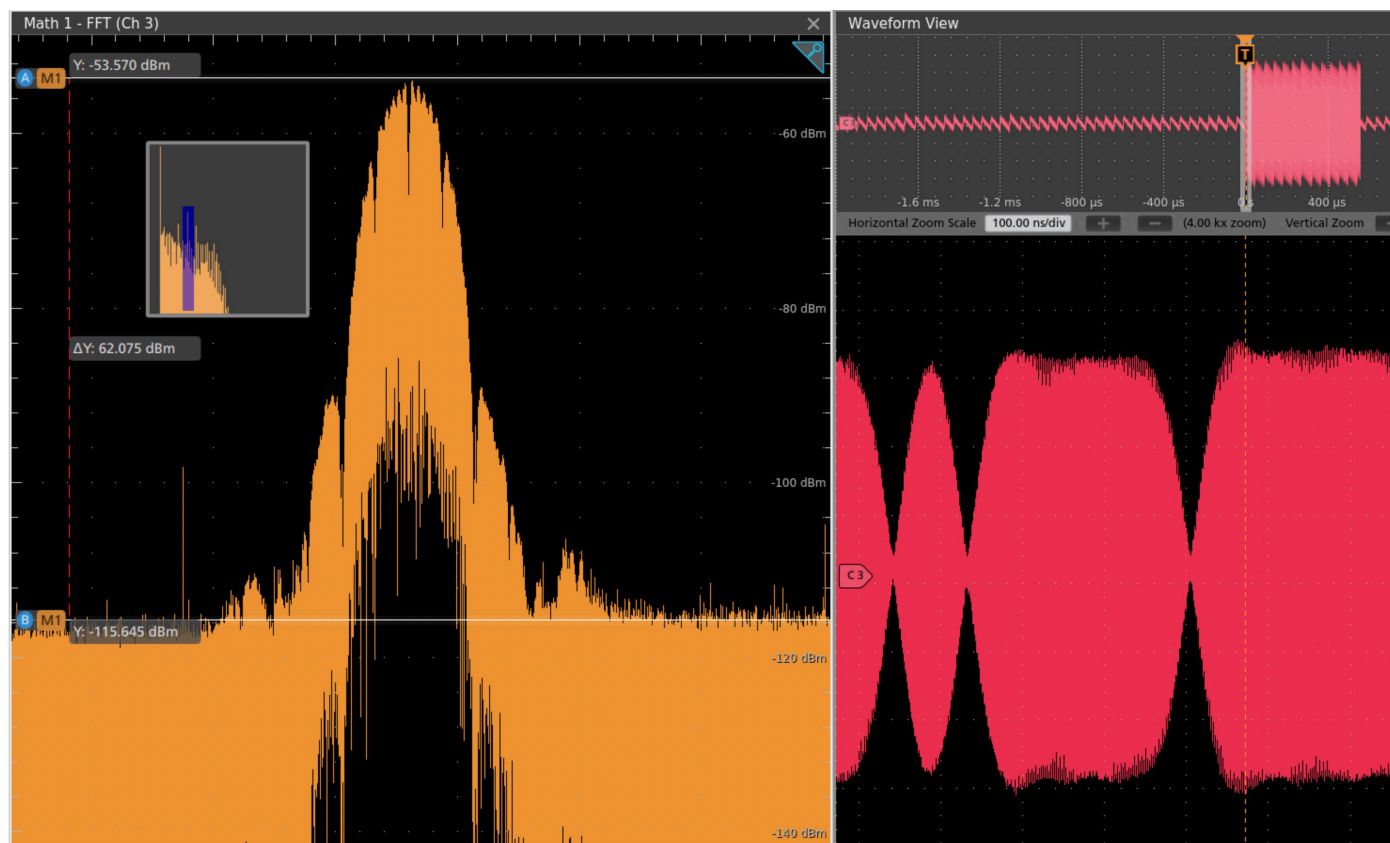 Math 1 - FFT (Ch 3)
Y: -53.570 dBm
A M1
-60 dBm
-80 dBm
ΔY: 62.075 dBm
-100 dBm
B M1
Y: -115.645 dBm
-120 dBm
-140 dBm
Waveform View
T
C 3
-1.6 ms -1.2 ms -800 µs -400 µs 0 s 400 µs
Horizontal Zoom Scale 100.00 ns/div + - (4.00 kx zoom) Vertical Zoom
C 3